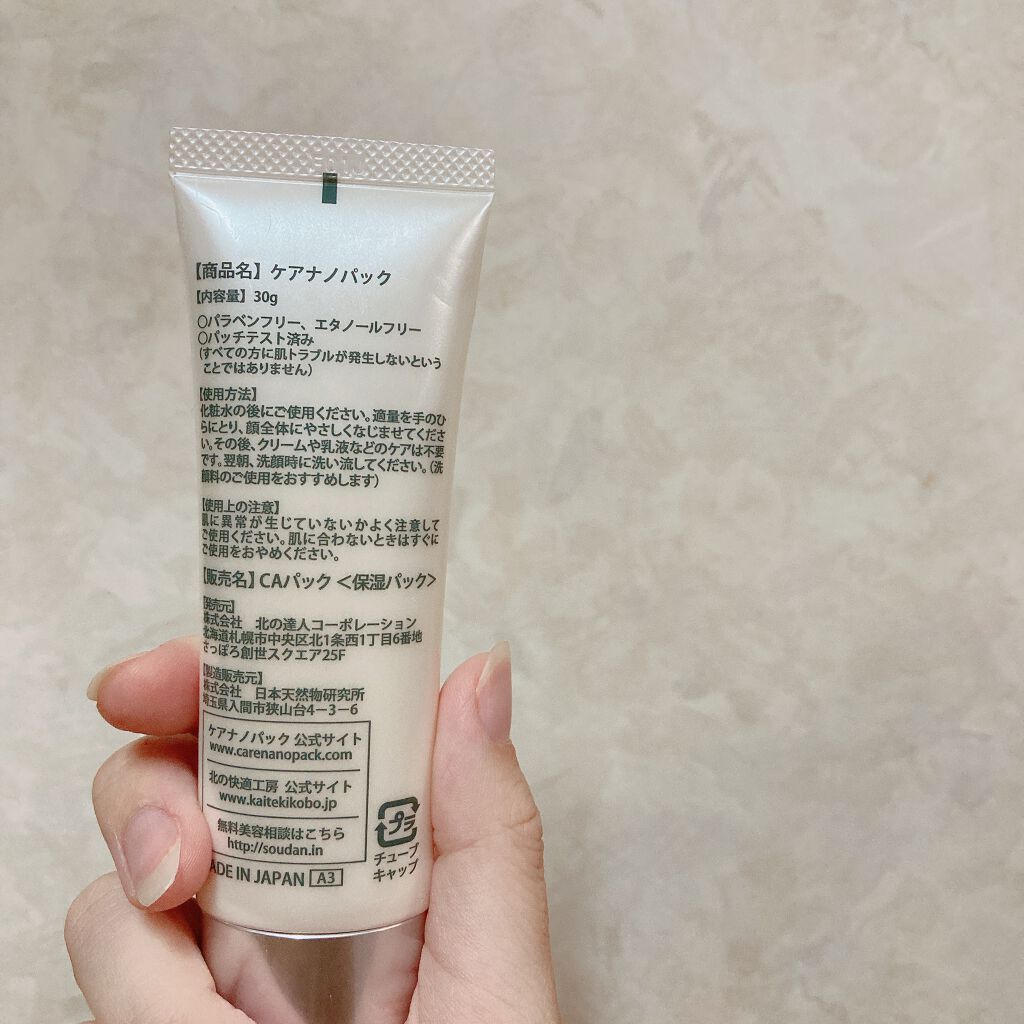 【商品名】ケアナノパック
【内容量】30g
○パラベンフリー、エタノールフリー
○パッチテスト済み
(すべての方に肌トラブルが発生しないという
ことではありません)
【使用方法】
化粧水の後にご使用ください。適量を手のひ
らにとり、顔全体にやさしくなじませてくださ
い。その後、クリームや乳液などのケアは不要
です。翌朝、洗顔時に洗い流してください。(洗
顔料のご使用をおすすめします)
【使用上の注意】
肌に異常が生じていないかよく注意して
ご使用ください。肌に合わないときはすぐに
ご使用をおやめください。
【販売名】CAパック<保湿パック>
【発売元】
株式会社 北の達人コーポレーション
北海道札幌市中央区北1条西1丁目6番地
さっぽろ創世スクエア25F
【製造販売元】
株式会社 日本天然物研究所
埼玉県入間市狭山台4-3-6
ケアナノパック 公式サイト
www.carenanopack.com
北の快適工房 公式サイト
www.kaitekikobo.jp
無料美容相談はこちら
http://soudan.in
ADE IN JAPAN A3
プラ
チューブ
キャップ